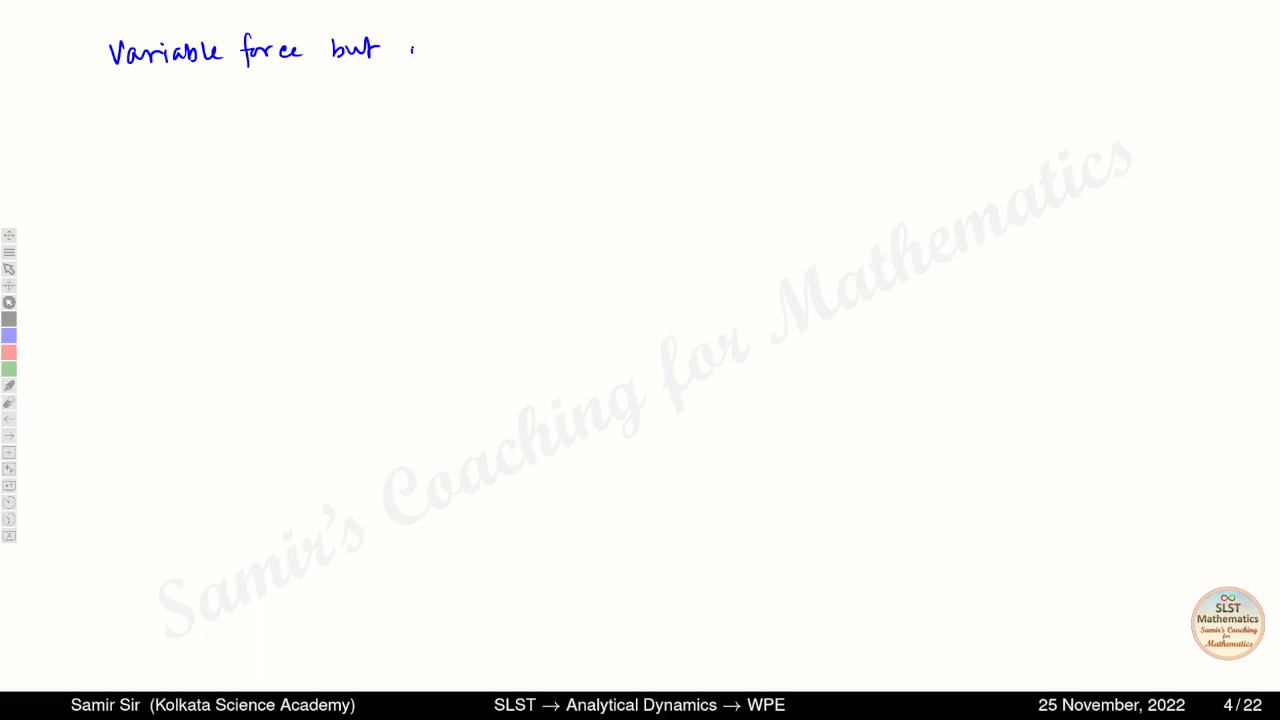 Variable force but
Samir's Coaching for Mathematics
SLST
Mathematics
Samir's Coaching
for
Mathematics
Samir Sir (Kolkata Science Academy) SLST → Analytical Dynamics → WPE 25 November, 2022 4 / 22